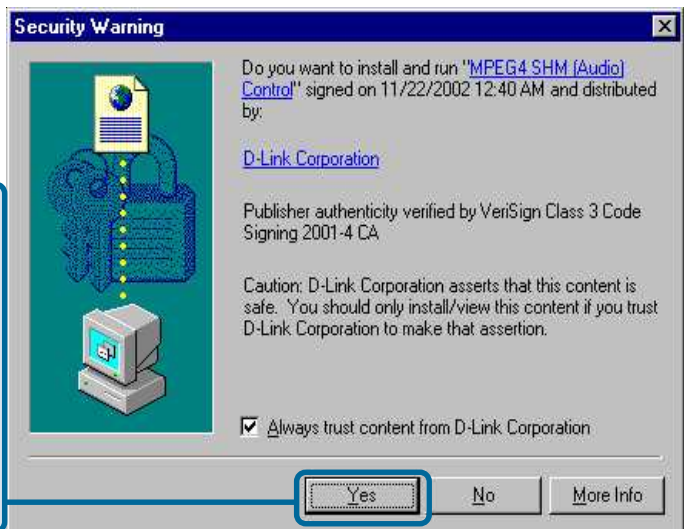 Security Warning
Do you want to install and run "MPEG4 SHM (Audio)
Control" signed on 11/22/2002 12:40 AM and distributed
by:
D-Link Corporation
Publisher authenticity verified by VeriSign Class 3 Code
Signing 2001-4 CA
Caution: D-Link Corporation asserts that this content is
safe. You should only install/view this content if you trust
D-Link Corporation to make that assertion.
Always trust content from D-Link Corporation
Yes No More Info